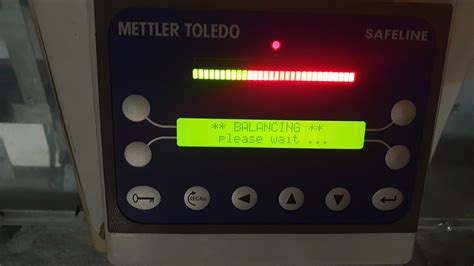 METTLER TOLEDO
SAFELINE
** BALANCING **
please wait ...
RECALL